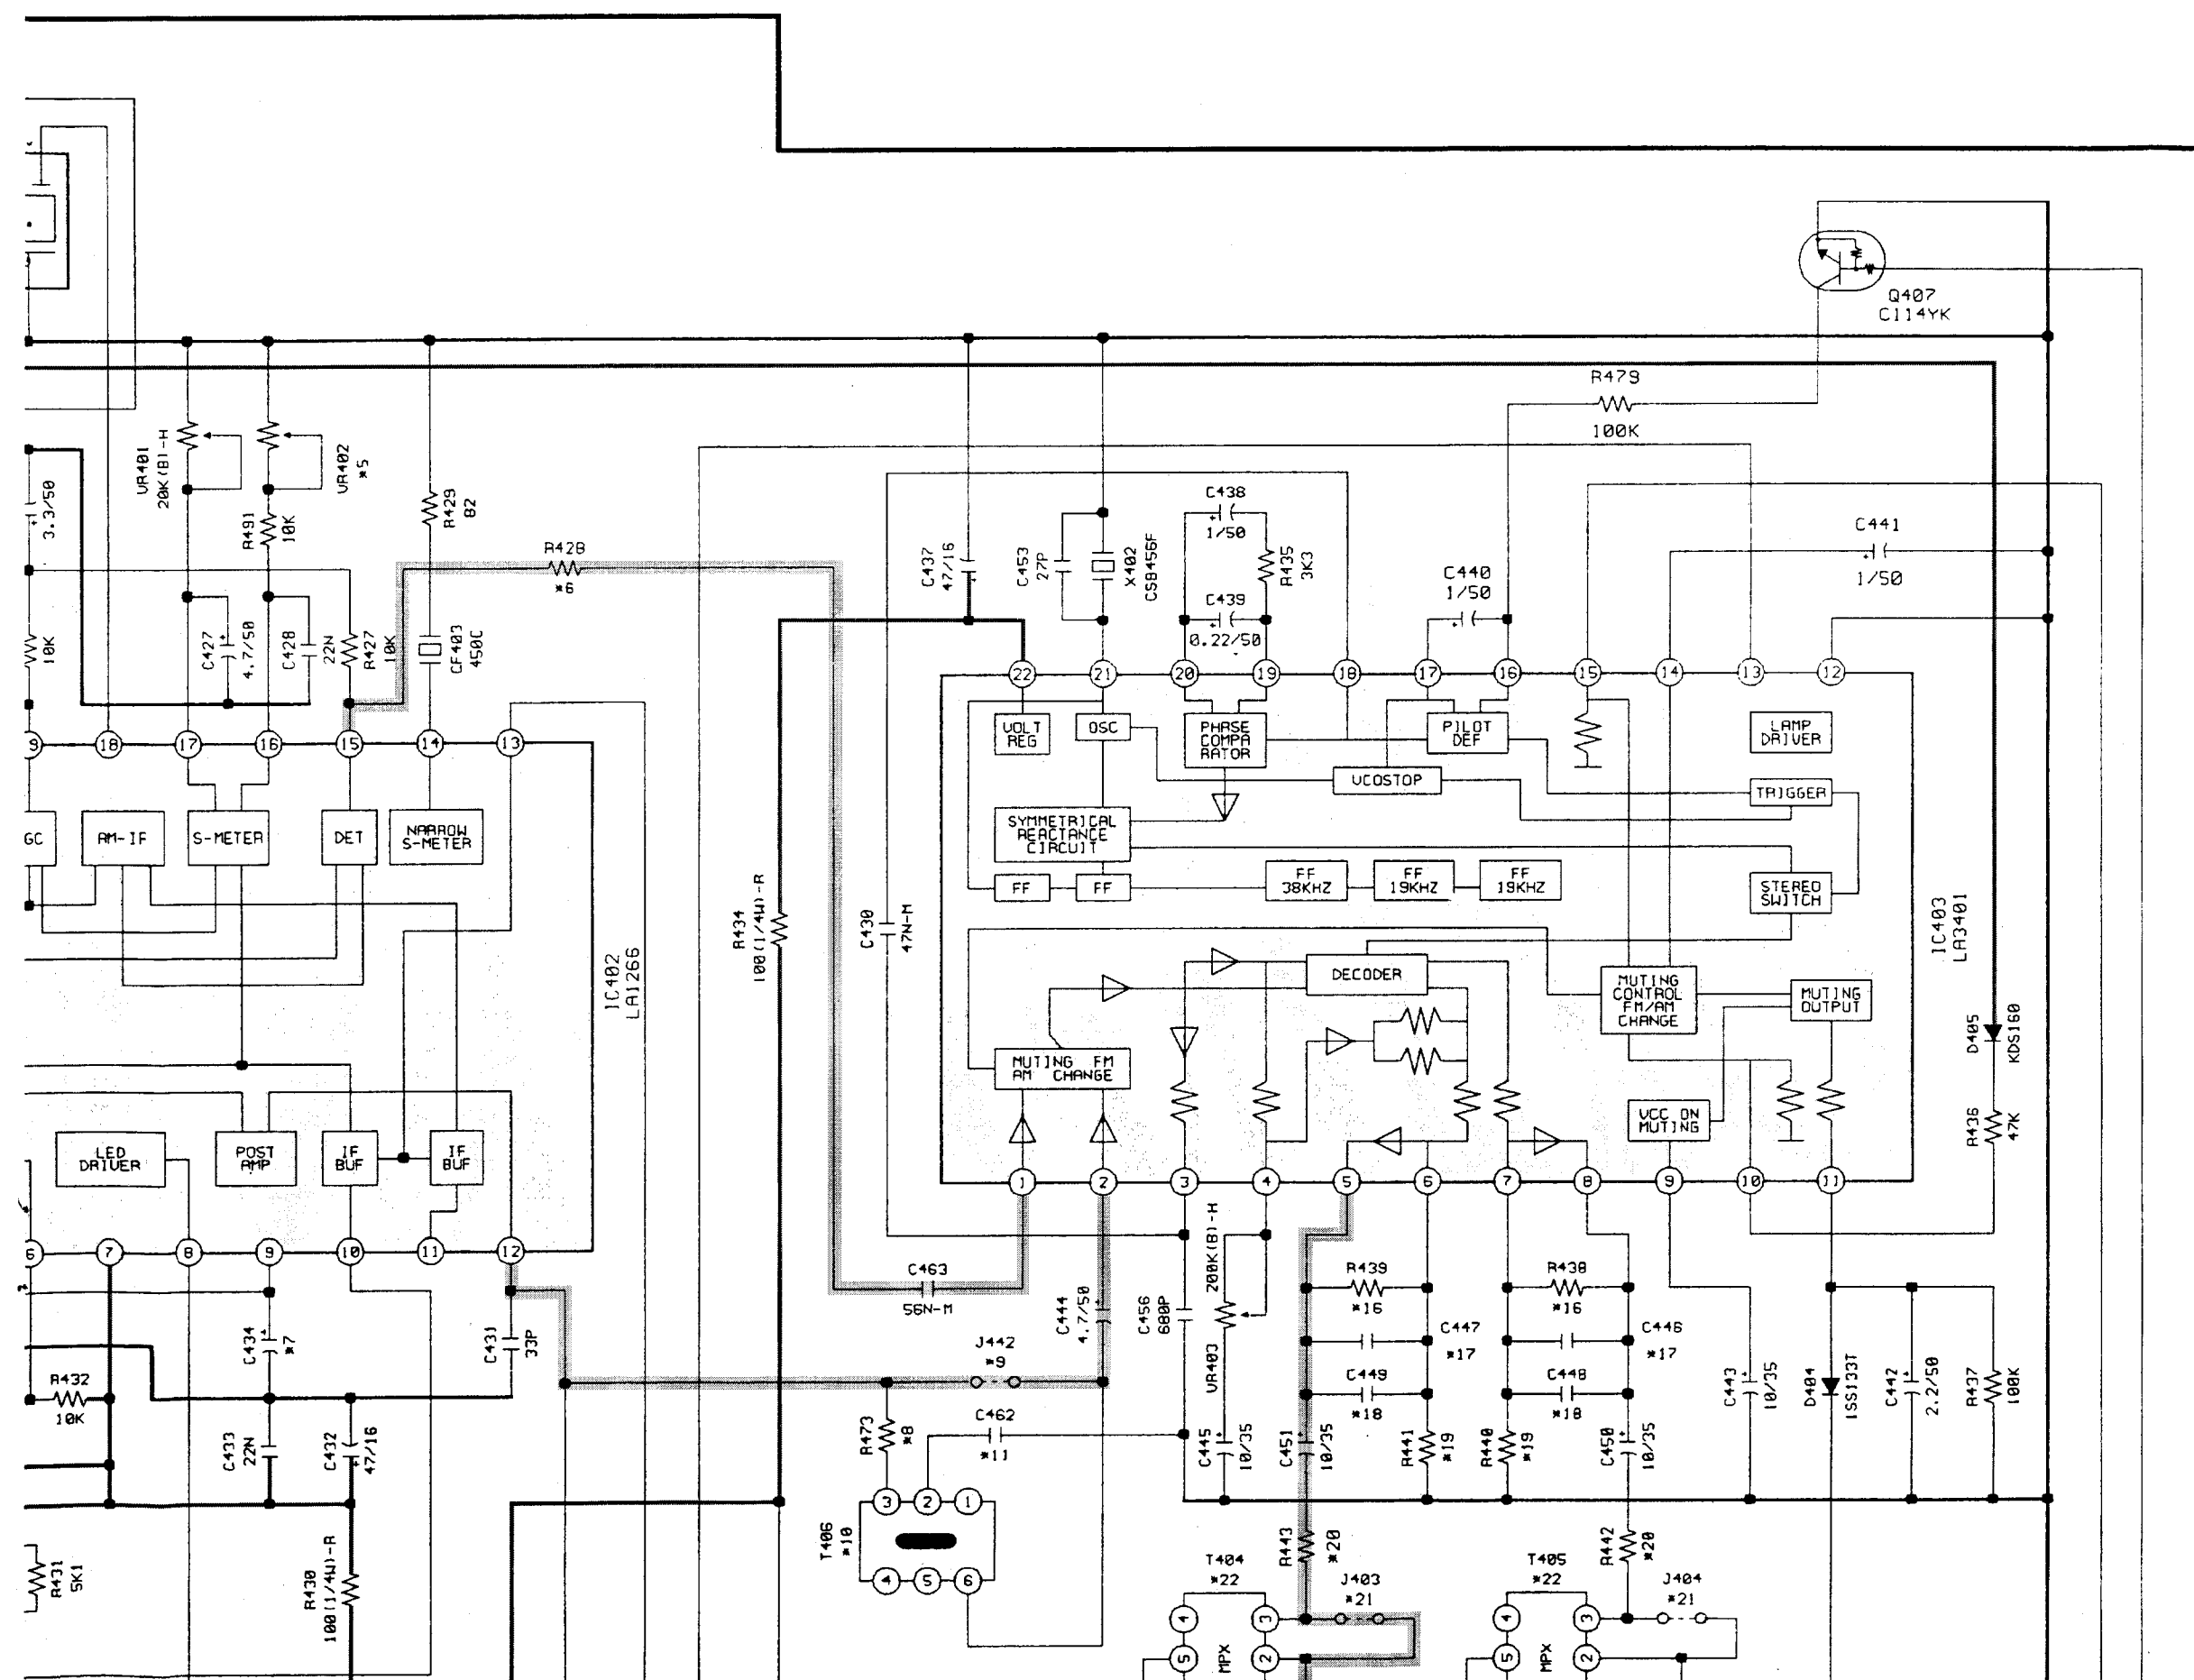 Q407
C114YK
R479
100K
VR401
20K(B)-H
VR402
*5
3.3/50
R491
10K
R429
82
R428
*6
C437
47/16
C453
27P
X402
CSB456F
C438
1/50
R435
3K3
C439
0.22/50
C440
1/50
C441
1/50
10K
C427
4.7/50
C428
22N
R427
10K
CF403
450C
22
21
20
19
18
17
16
15
14
13
12
9
18
17
16
15
14
13
VOLT
REG
OSC
PHASE
COMPA
RATOR
PILOT
DEF
LAMP
DRIVER
VCOSTOP
TRIGGER
GC
AM-IF
S-METER
DET
NARROW
S-METER
SYMMETRICAL
REACTANCE
CIRCUIT
FF
FF
FF
38KHZ
FF
19KHZ
FF
19KHZ
STEREO
SWITCH
R434
100(1/4W)-R
C430
47N-M
IC402
LA1266
IC403
LA3401
DECODER
MUTING
CONTROL
FM/AM
CHANGE
MUTING
OUTPUT
MUTING FM
AM CHANGE
VCC ON
MUTING
D405
KDS160
R436
47K
LED
DRIVER
POST
AMP
IF
BUF
IF
BUF
1
2
3
4
5
6
7
8
9
10
11
6
7
8
9
10
11
12
C463
56N-M
C444
4.7/50
C456
680P
200K(B)-H
VR403
R439
*16
C447
*17
C449
*18
R438
*16
C446
*17
C448
*18
C434
*7
C431
33P
J442
*9
R432
10K
C433
22N
C432
47/16
R473
*8
C462
*11
C445
10/35
C451
10/35
R441
*19
R440
*19
C450
10/35
C443
10/35
D404
1SS133T
C442
2.2/50
R437
100K
R431
5K1
R430
100(1/4W)-R
T406
*10
3
2
1
4
5
6
R443
*20
R442
*20
T404
*22
J403
*21
T405
*22
J404
*21
4
3
5
2
MPX
4
3
5
2
MPX